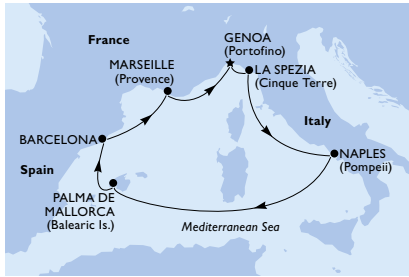 France
GENOA
(Portofino)
MARSEILLE
(Provence)
LA SPEZIA
(Cinque Terre)
Italy
BARCELONA
NAPLES
(Pompeii)
Spain
PALMA DE
MALLORCA
(Balearic Is.)
Mediterranean Sea